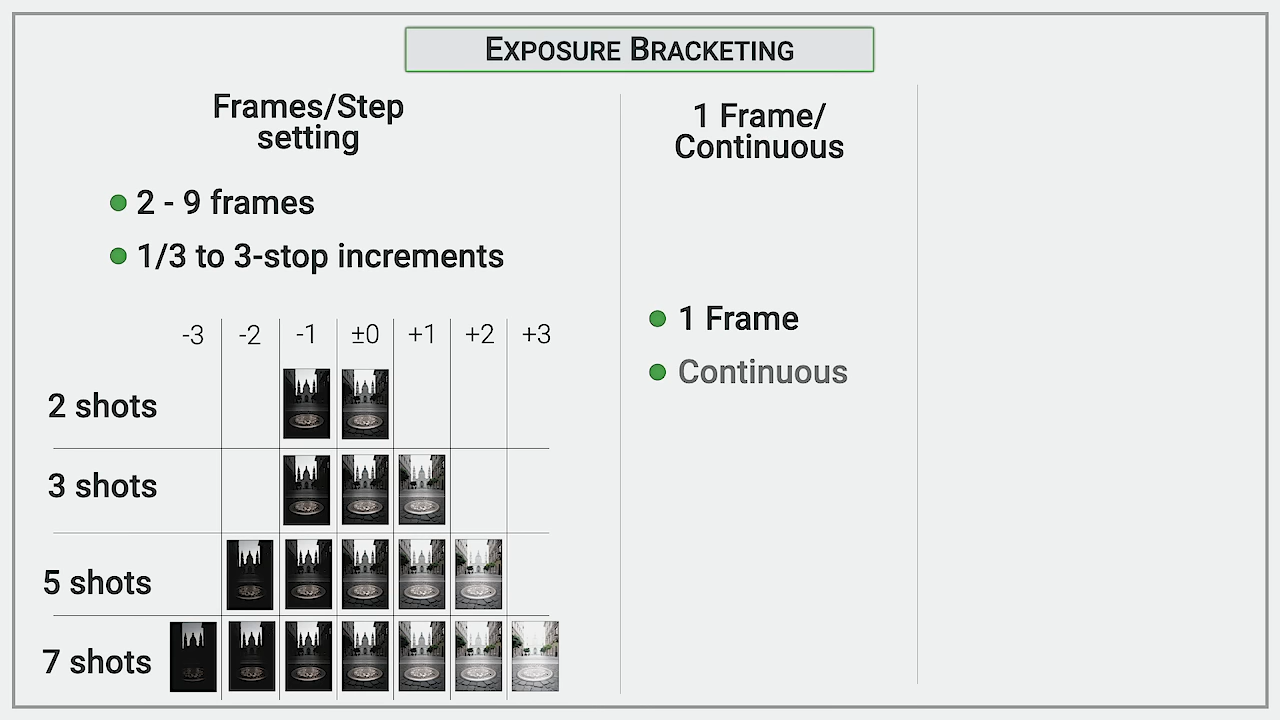 EXPOSURE BRACKETING
Frames/Step
setting
2 - 9 frames
1/3 to 3-stop increments
-3 -2 -1 ±0 +1 +2 +3
2 shots
3 shots
5 shots
7 shots
1 Frame/
Continuous
1 Frame
Continuous